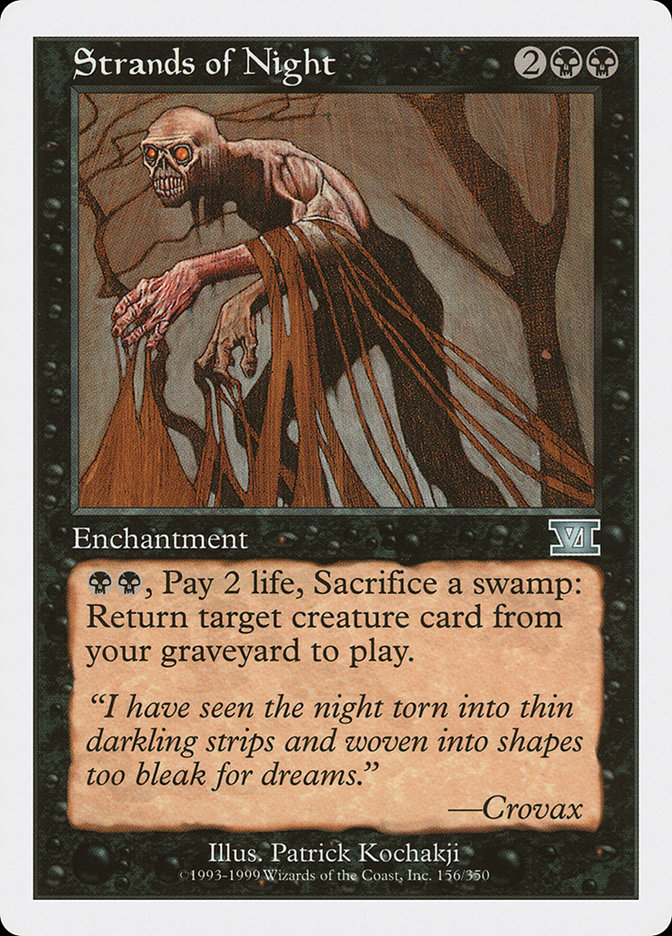 Strands of Night 2
Enchantment VI
, Pay 2 life, Sacrifice a swamp:
Return target creature card from
your graveyard to play.
“I have seen the night torn into thin
darkling strips and woven into shapes
too bleak for dreams.”
—Crovax
Illus. Patrick Kochakji
©1993-1999 Wizards of the Coast, Inc. 156/350